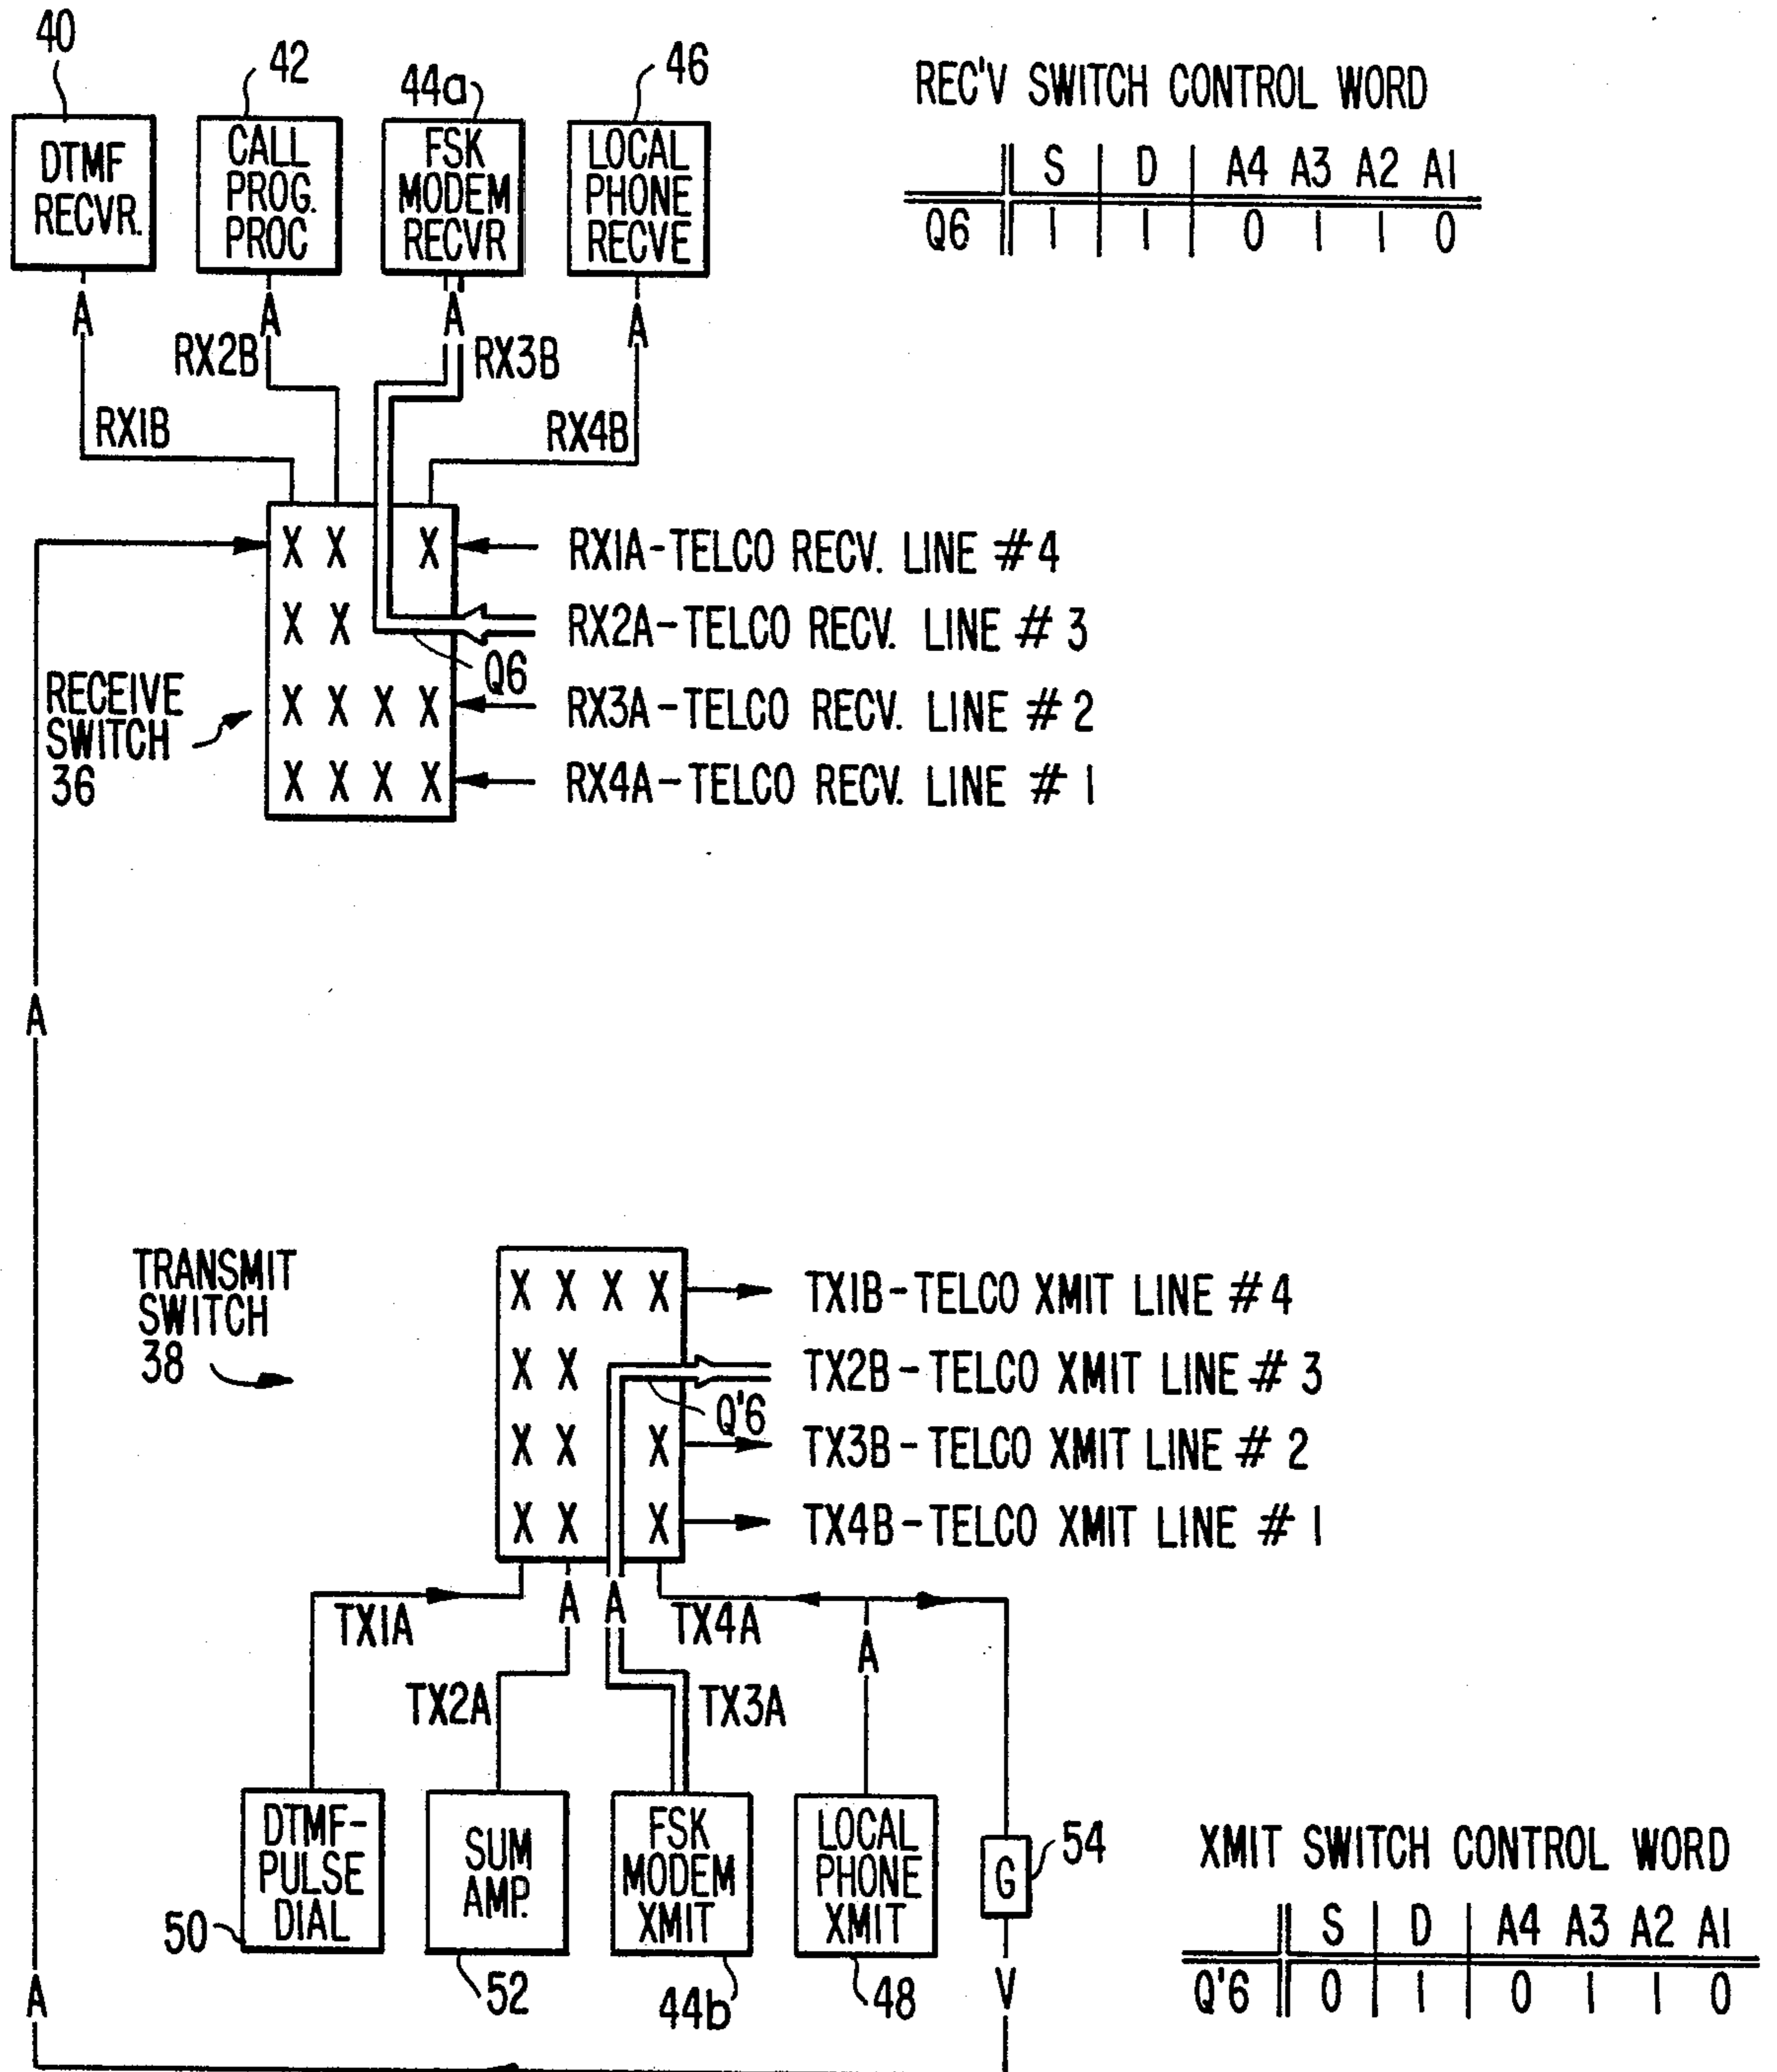 40
42
44a
46
DTMF
RECVR.
CALL
PROG.
PROC
FSK
MODEM
RECVR
LOCAL
PHONE
RECVE
REC'V SWITCH CONTROL WORD
S D A4 A3 A2 A1
Q6 1 1 0 1 1 0
A A A A
RX2B
RX3B
RX1B
RX4B
X X X
RX1A-TELCO RECV. LINE #4
X X
RX2A-TELCO RECV. LINE # 3
Q6
RECEIVE
SWITCH
36
X X X X
RX3A-TELCO RECV. LINE # 2
X X X X
RX4A-TELCO RECV. LINE # 1
A
TRANSMIT
SWITCH
38
X X X X
TX1B-TELCO XMIT LINE #4
X X
TX2B-TELCO XMIT LINE # 3
Q'6
X X X
TX3B-TELCO XMIT LINE # 2
X X X
TX4B-TELCO XMIT LINE # 1
A A
TX1A
TX4A
A
TX2A
TX3A
DTMF-
PULSE
DIAL
50
SUM
AMP.
52
FSK
MODEM
XMIT
44b
LOCAL
PHONE
XMIT
48
G
54
V
A
XMIT SWITCH CONTROL WORD
S D A4 A3 A2 A1
Q'6 0 1 0 1 1 0